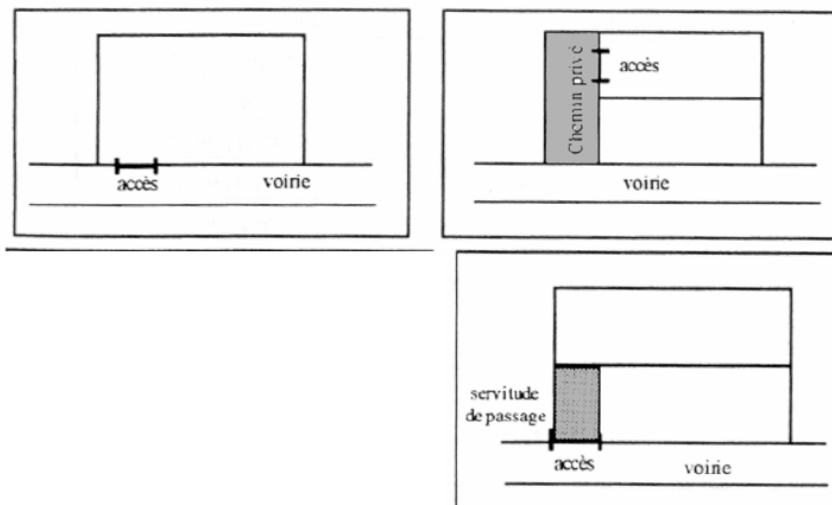 accès
voirie
Chemin privé
accès
voirie
servitude
de passage
accès
voirie